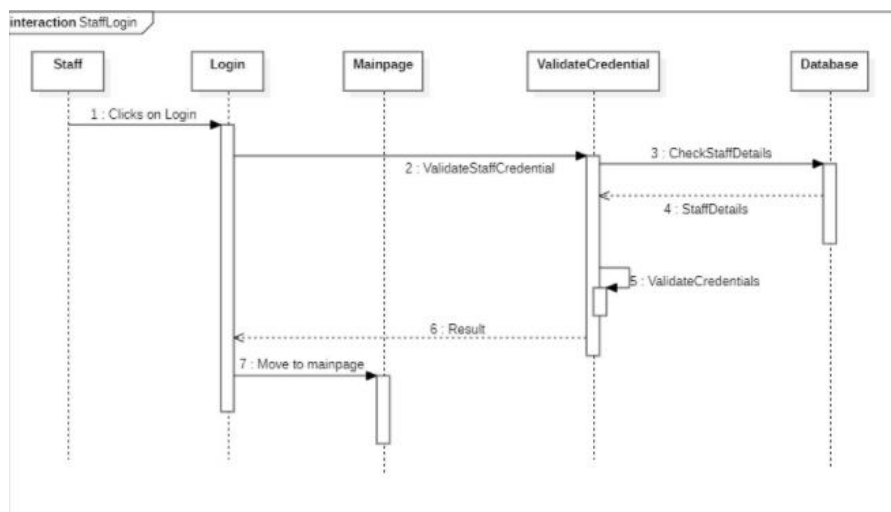 interaction StaffLogin
Staff
Login
Mainpage
ValidateCredential
Database
1 : Clicks on Login
2 : ValidateStaffCredential
3 : CheckStaffDetails
4 : StaffDetails
5 : ValidateCredentials
6 : Result
7 : Move to mainpage